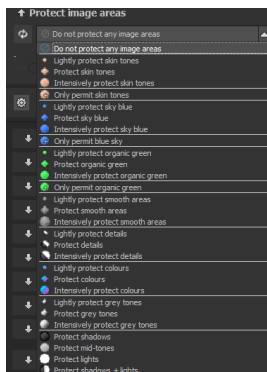 Protect image areas
Do not protect any image areas
Do not protect any image areas
Lightly protect skin tones
Protect skin tones
Intensively protect skin tones
Only permit skin tones
Lightly protect sky blue
Protect sky blue
Intensively protect sky blue
Only permit blue sky
Lightly protect organic green
Protect organic green
Intensively protect organic green
Only permit organic green
Lightly protect smooth areas
Protect smooth areas
Intensively protect smooth areas
Lightly protect details
Protect details
Intensively protect details
Lightly protect colours
Protect colours
Intensively protect colours
Lightly protect grey tones
Protect grey tones
Intensively protect grey tones
Protect shadows
Protect mid-tones
Protect lights
Protect shadows + lights